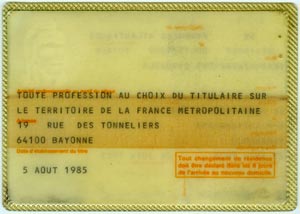 TOUTE PROFESSION AU CHOIX DU TITULAIRE SUR
LE TERRITOIRE DE LA FRANCE METROPOLITAINE
19 RUE DES TONNELIERS
64100 BAYONNE
Date d'établissement du titre
5 AOUT 1985
Tout changement de résidence
doit être déclaré dans les 8 jours
de l'arrivée au nouveau domicile